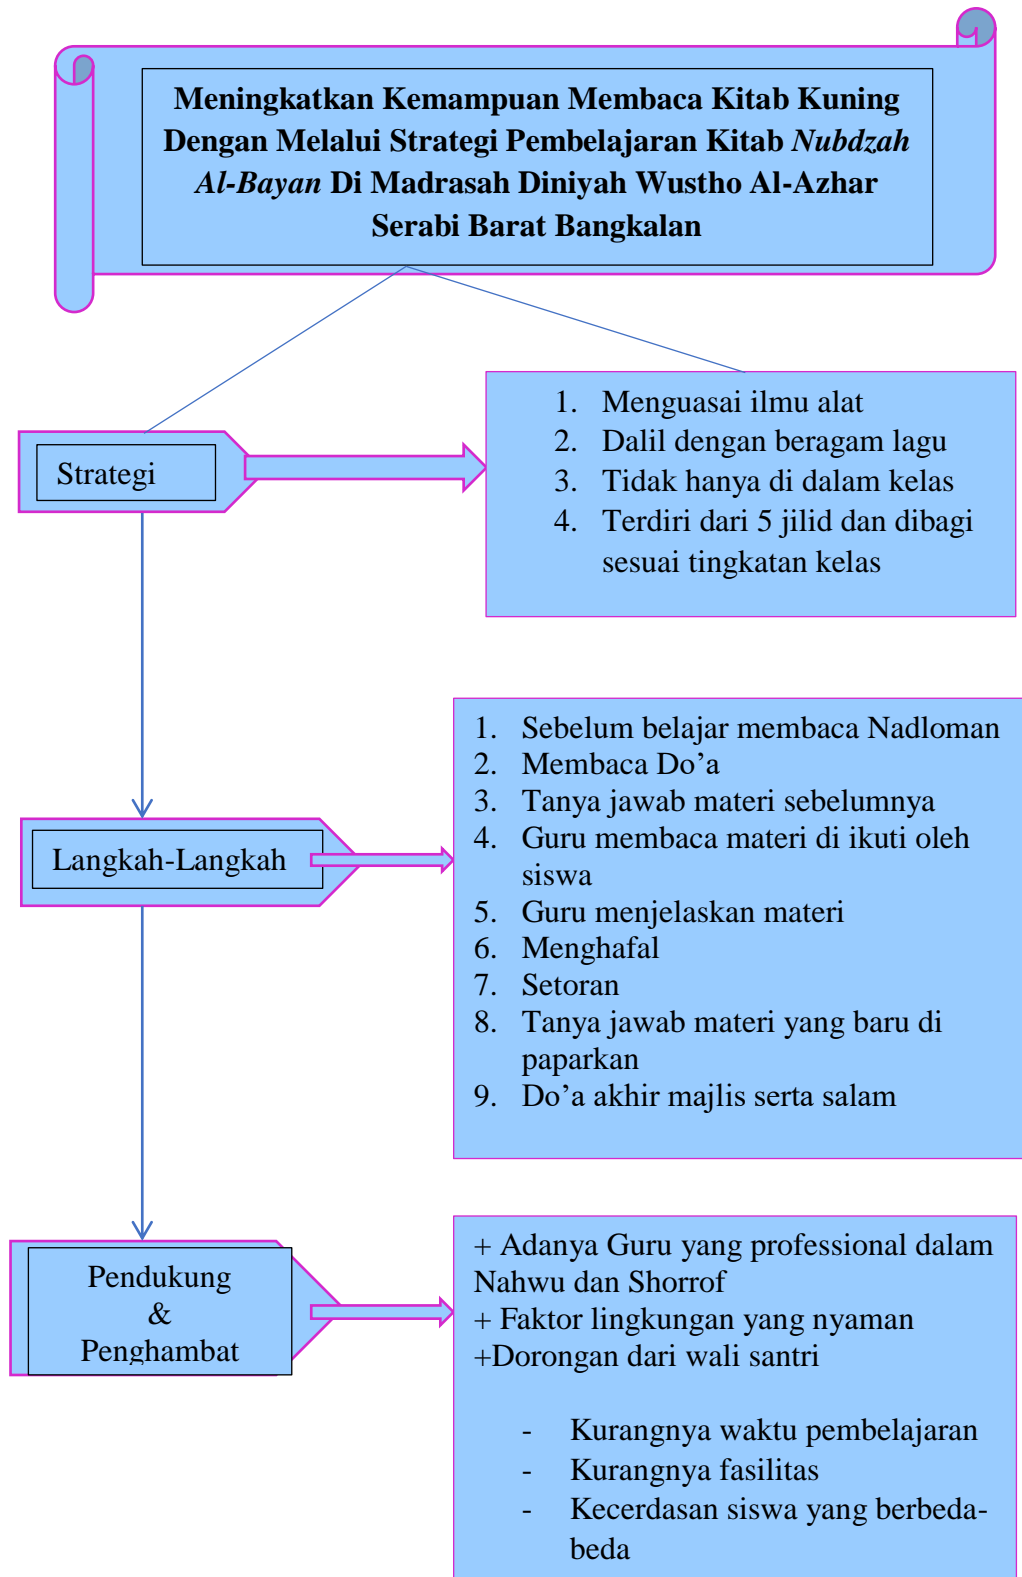 Meningkatkan Kemampuan Membaca Kitab Kuning
Dengan Melalui Strategi Pembelajaran Kitab Nubdzah
Al-Bayan Di Madrasah Diniyah Wustho Al-Azhar
Serabi Barat Bangkalan
Strategi
1. Menguasai ilmu alat
2. Dalil dengan beragam lagu
3. Tidak hanya di dalam kelas
4. Terdiri dari 5 jilid dan dibagi
sesuai tingkatan kelas
Langkah-Langkah
1. Sebelum belajar membaca Nadloman
2. Membaca Do’a
3. Tanya jawab materi sebelumnya
4. Guru membaca materi di ikuti oleh
siswa
5. Guru menjelaskan materi
6. Menghafal
7. Setoran
8. Tanya jawab materi yang baru di
paparkan
9. Do’a akhir majlis serta salam
Pendukung
&
Penghambat
+ Adanya Guru yang professional dalam
Nahwu dan Shorrof
+ Faktor lingkungan yang nyaman
+Dorongan dari wali santri
- Kurangnya waktu pembelajaran
- Kurangnya fasilitas
- Kecerdasan siswa yang berbeda-
beda